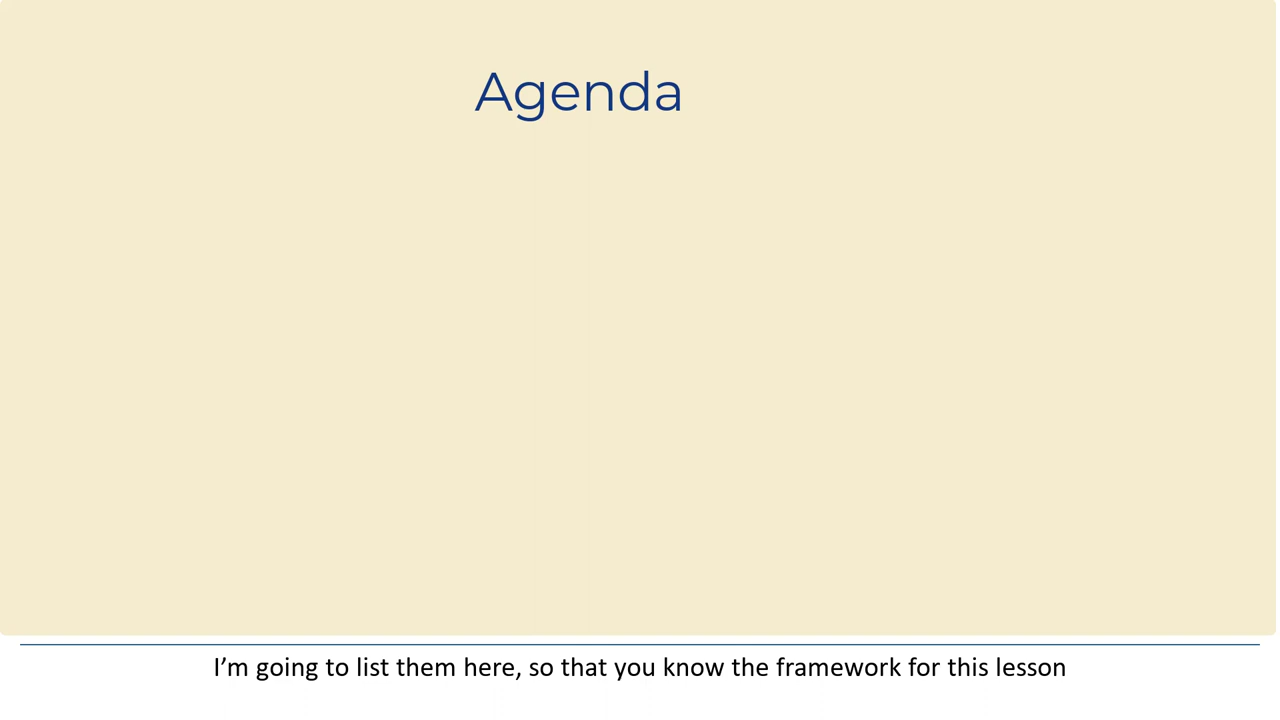 Agenda
I’m going to list them here, so that you know the framework for this lesson